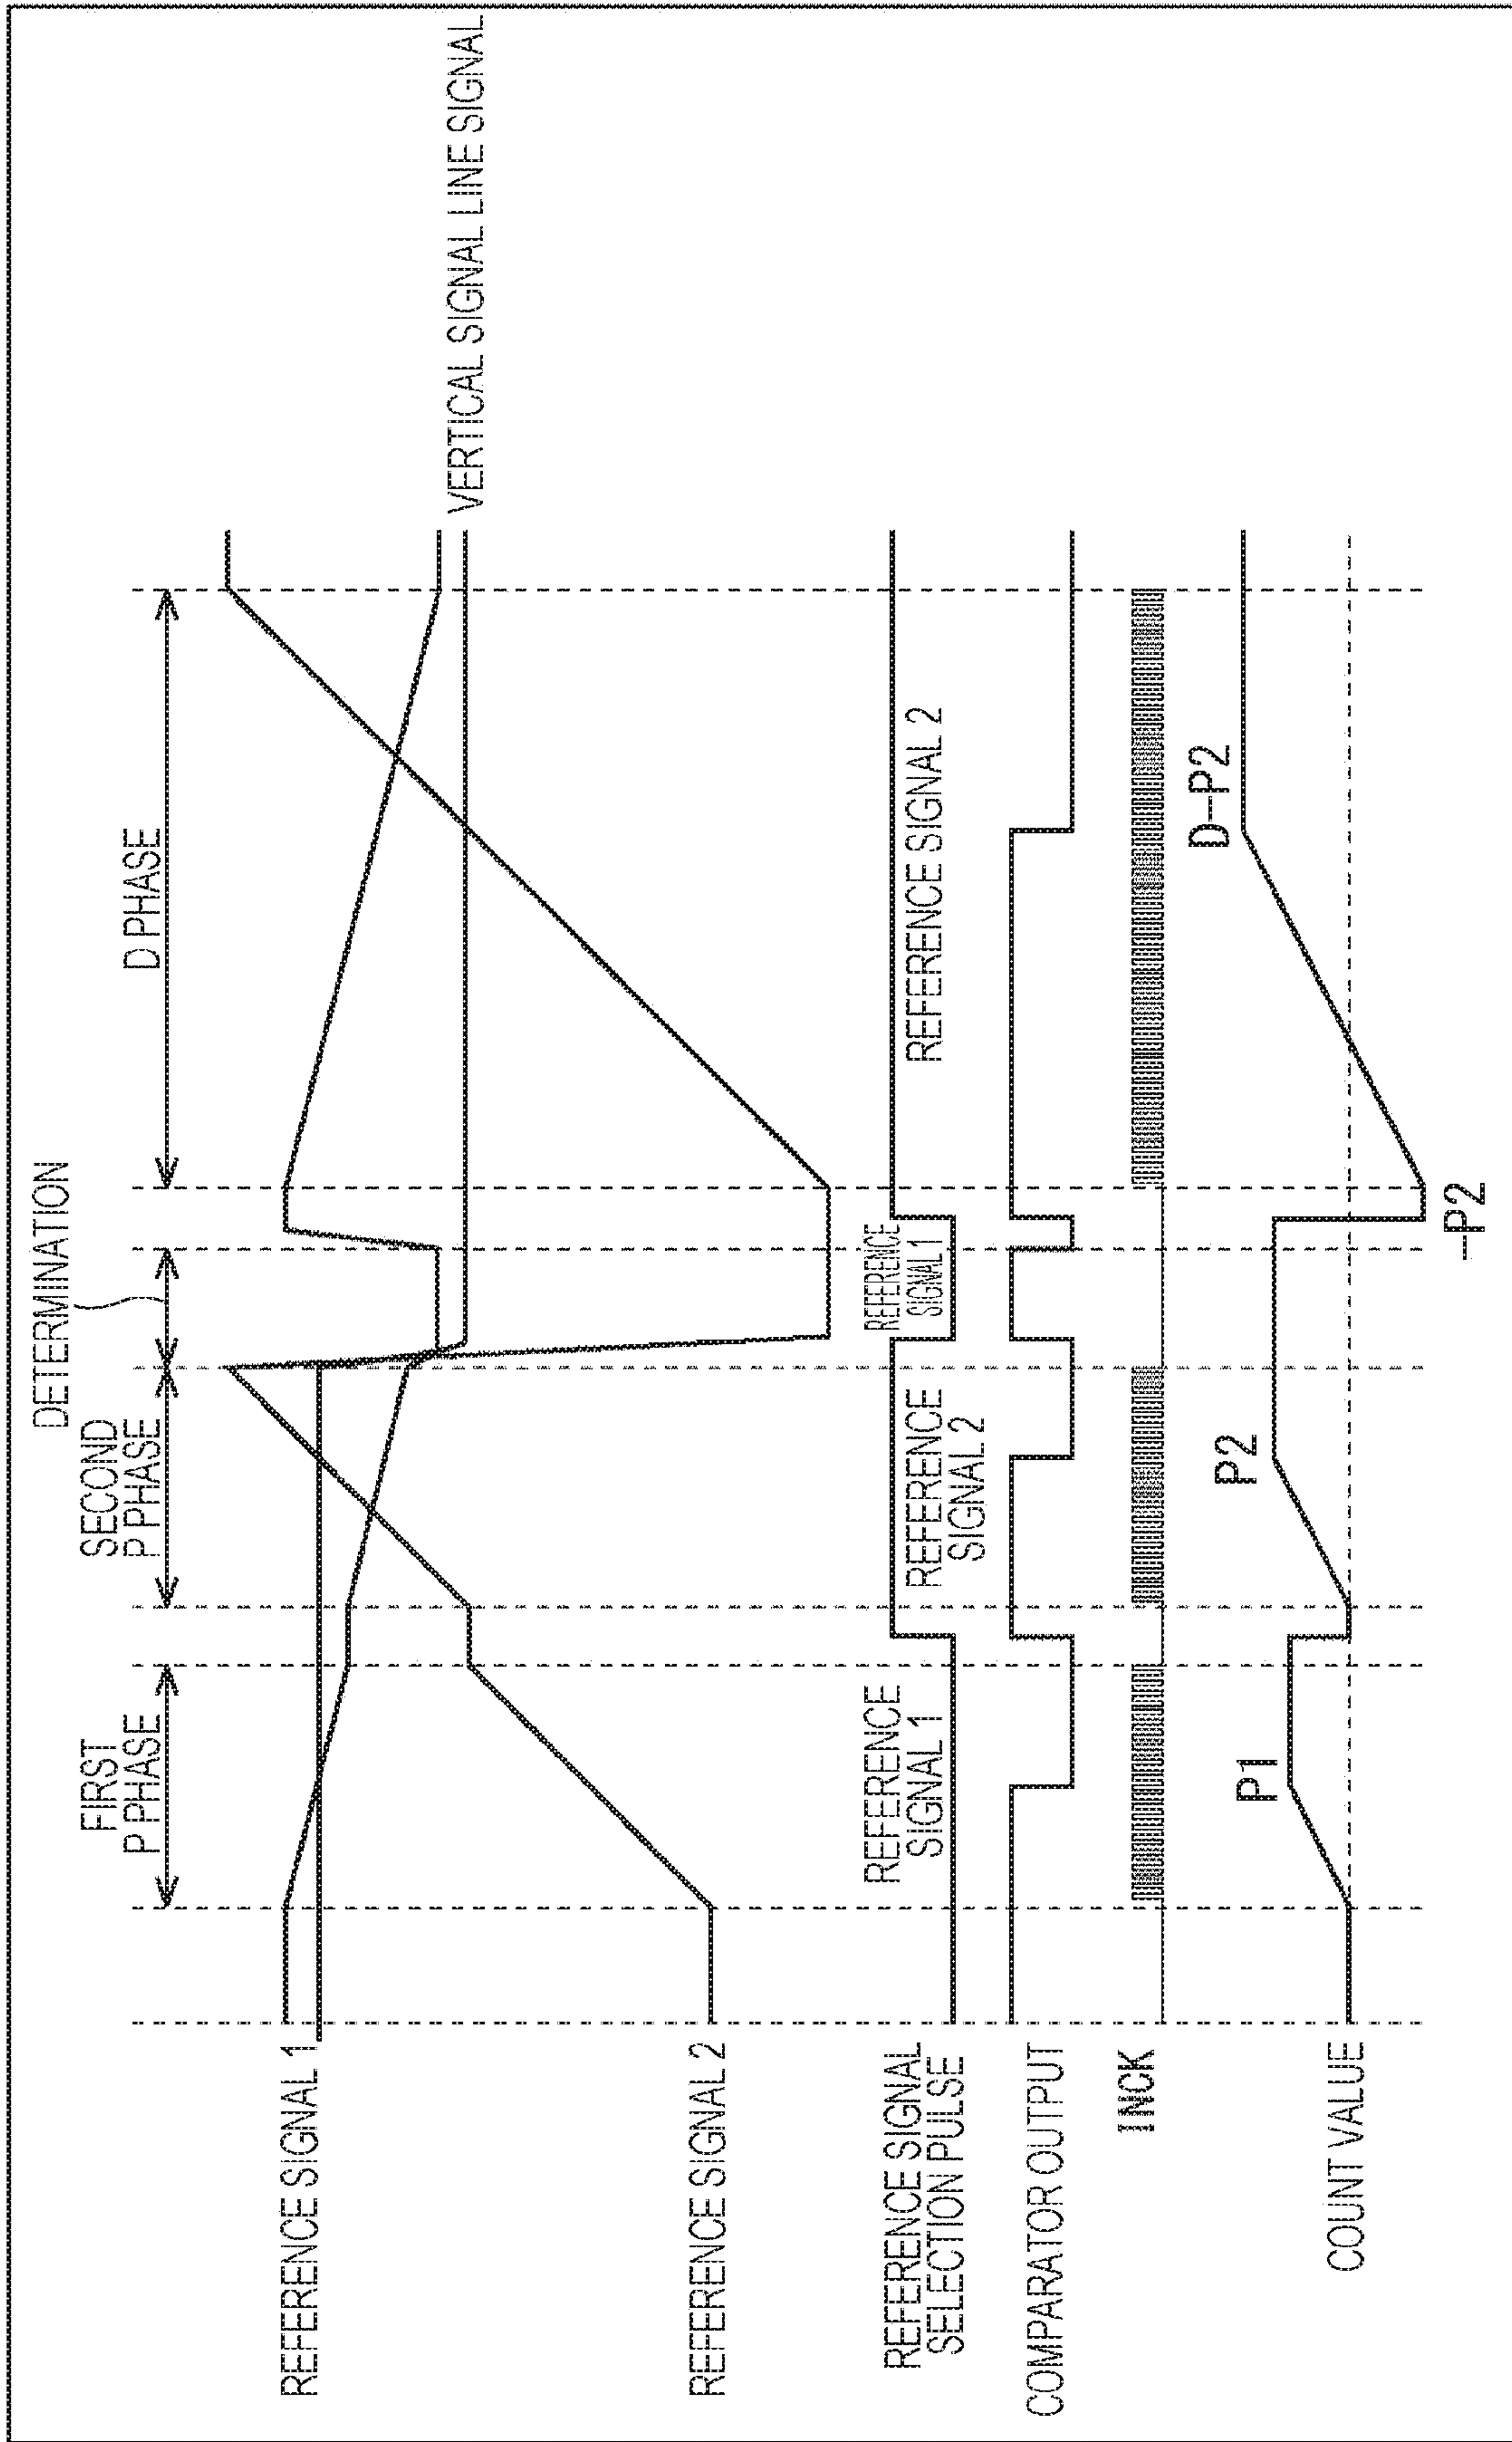 FIRST
P PHASE
SECOND
P PHASE
DETERMINATION
D PHASE
REFERENCE SIGNAL 1
VERTICAL SIGNAL LINE SIGNAL
REFERENCE SIGNAL 2
REFERENCE SIGNAL
SELECTION PULSE
REFERENCE
SIGNAL 1
REFERENCE
SIGNAL 2
REFERENCE
SIGNAL 1
REFERENCE SIGNAL 2
COMPARATOR OUTPUT
INCK
COUNT VALUE
P1
P2
-P2
D-P2